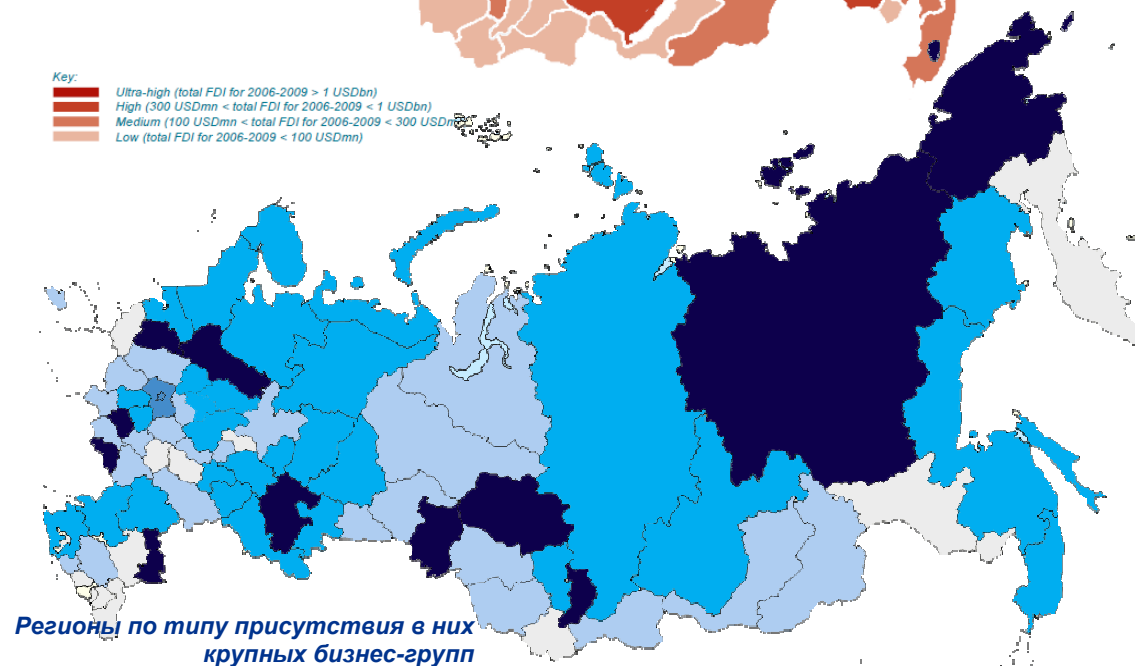 Key:
Ultra-high (total FDI for 2006-2009 > 1 USDbn)
High (300 USDmn < total FDI for 2006-2009 < 1 USDbn)
Medium (100 USDmn < total FDI for 2006-2009 < 300 USDm
Low (total FDI for 2006-2009 < 100 USDmn)
Регионы по типу присутствия в них
крупных бизнес-групп